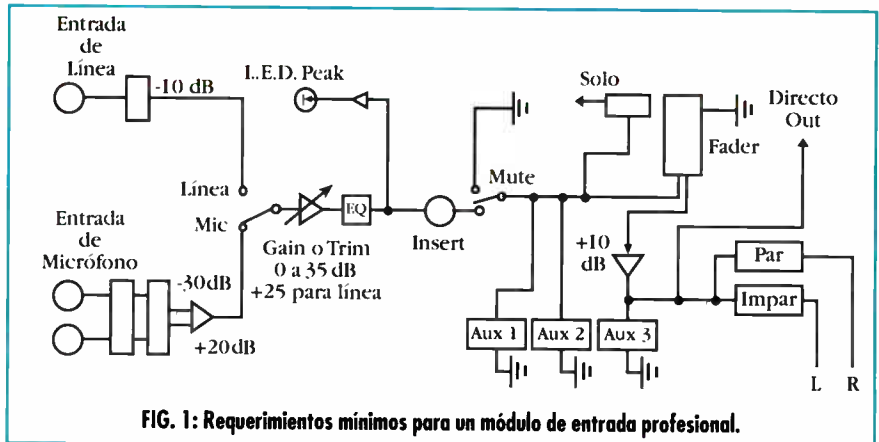 Entrada
de
Línea
-10 dB
L.E.D. Peak
Solo
Directo
Out
Fader
Línea
Mic
Mute
EQ
Insert
Entrada
de
Micrófono
-30dB
+20dB
Gain o Trim
0 a 35 dB
+25 para línea
+10
dB
Par
Impar
Aux 1
Aux 2
Aux 3
L
R
FIG. 1: Requerimientos mínimos para un módulo de entrada profesional.